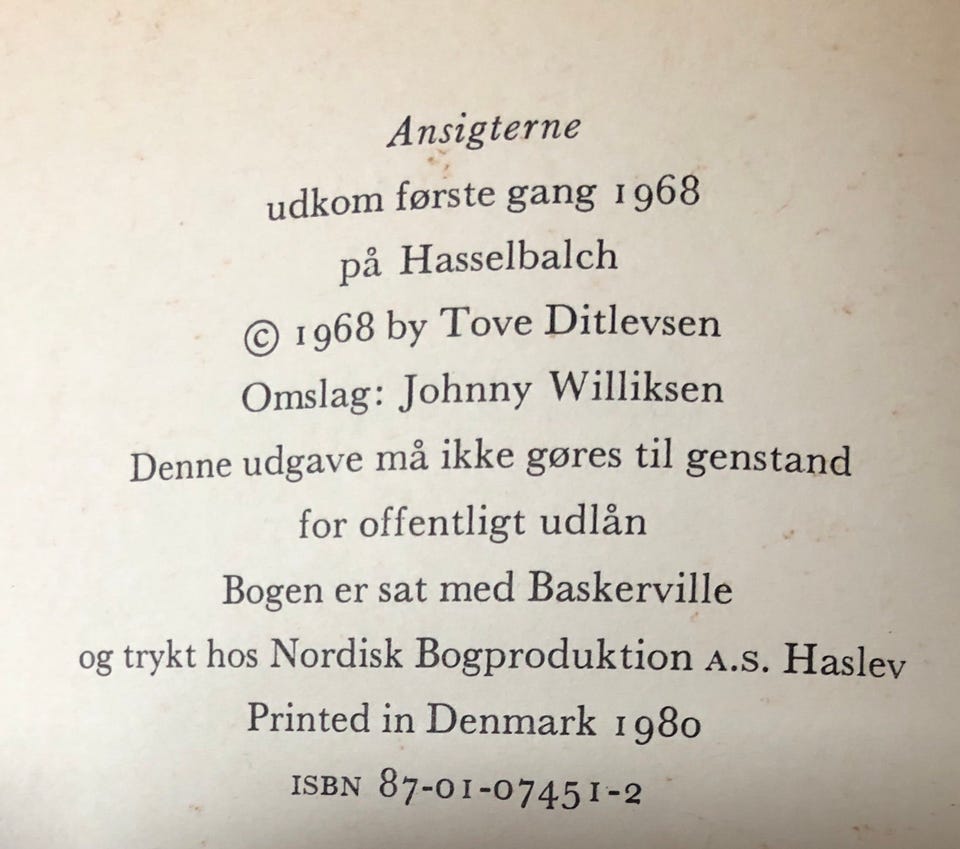 Ansigterne
udkom første gang 1968
på Hasselbalch
© 1968 by Tove Ditlevsen
Omslag: Johnny Williksen
Denne udgave må ikke gøres til genstand
for offentligt udlån
Bogen er sat med Baskerville
og trykt hos Nordisk Bogproduktion A.S. Haslev
Printed in Denmark 1980
ISBN 87-01-07451-2